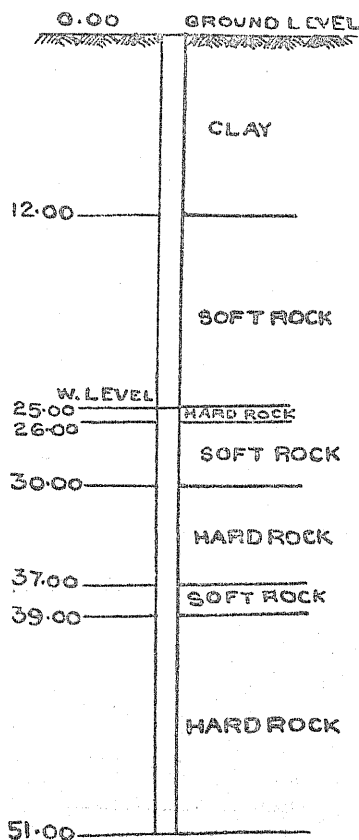 0.00 GROUND LEVEL
CLAY
12.00
SOFT ROCK
W. LEVEL
25.00 HARD ROCK
26.00
SOFT ROCK
30.00
HARD ROCK
37.00
SOFT ROCK
39.00
HARD ROCK
51.00